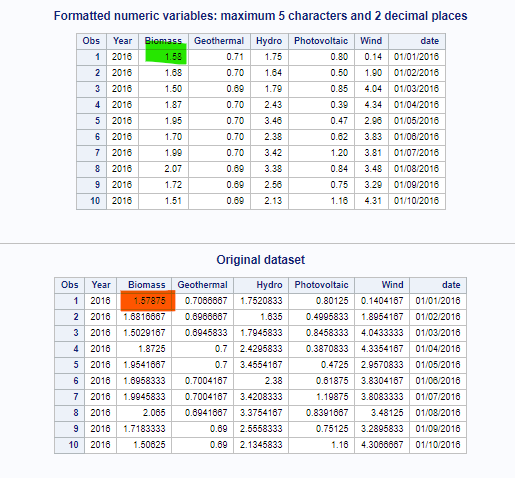 Formatted numeric variables: maximum 5 characters and 2 decimal places
Obs Year Biomass Geothermal Hydro Photovoltaic Wind date
1 2016 1.58 0.71 1.75 0.80 0.14 01/01/2016
2 2016 1.68 0.70 1.64 0.50 1.90 01/02/2016
3 2016 1.50 0.69 1.79 0.85 4.04 01/03/2016
4 2016 1.87 0.70 2.43 0.39 4.34 01/04/2016
5 2016 1.95 0.70 3.46 0.47 2.96 01/05/2016
6 2016 1.70 0.70 2.38 0.62 3.83 01/06/2016
7 2016 1.99 0.70 3.42 1.20 3.81 01/07/2016
8 2016 2.07 0.69 3.38 0.84 3.48 01/08/2016
9 2016 1.72 0.69 2.56 0.75 3.29 01/09/2016
10 2016 1.51 0.69 2.13 1.16 4.31 01/10/2016
Original dataset
Obs Year Biomass Geothermal Hydro Photovoltaic Wind date
1 2016 1.57875 0.7066667 1.7520833 0.80125 0.1404167 01/01/2016
2 2016 1.6816667 0.6966667 1.635 0.4995833 1.8954167 01/02/2016
3 2016 1.5029167 0.6945833 1.7945833 0.8458333 4.0433333 01/03/2016
4 2016 1.8725 0.7 2.4295833 0.3870833 4.3354167 01/04/2016
5 2016 1.9541667 0.7 3.4554167 0.4725 2.9570833 01/05/2016
6 2016 1.6958333 0.7004167 2.38 0.61875 3.8304167 01/06/2016
7 2016 1.9945833 0.7004167 3.4208333 1.19875 3.8083333 01/07/2016
8 2016 2.065 0.6941667 3.3754167 0.8391667 3.48125 01/08/2016
9 2016 1.7183333 0.69 2.5558333 0.75125 3.2895833 01/09/2016
10 2016 1.50625 0.69 2.1345833 1.16 4.3066667 01/10/2016